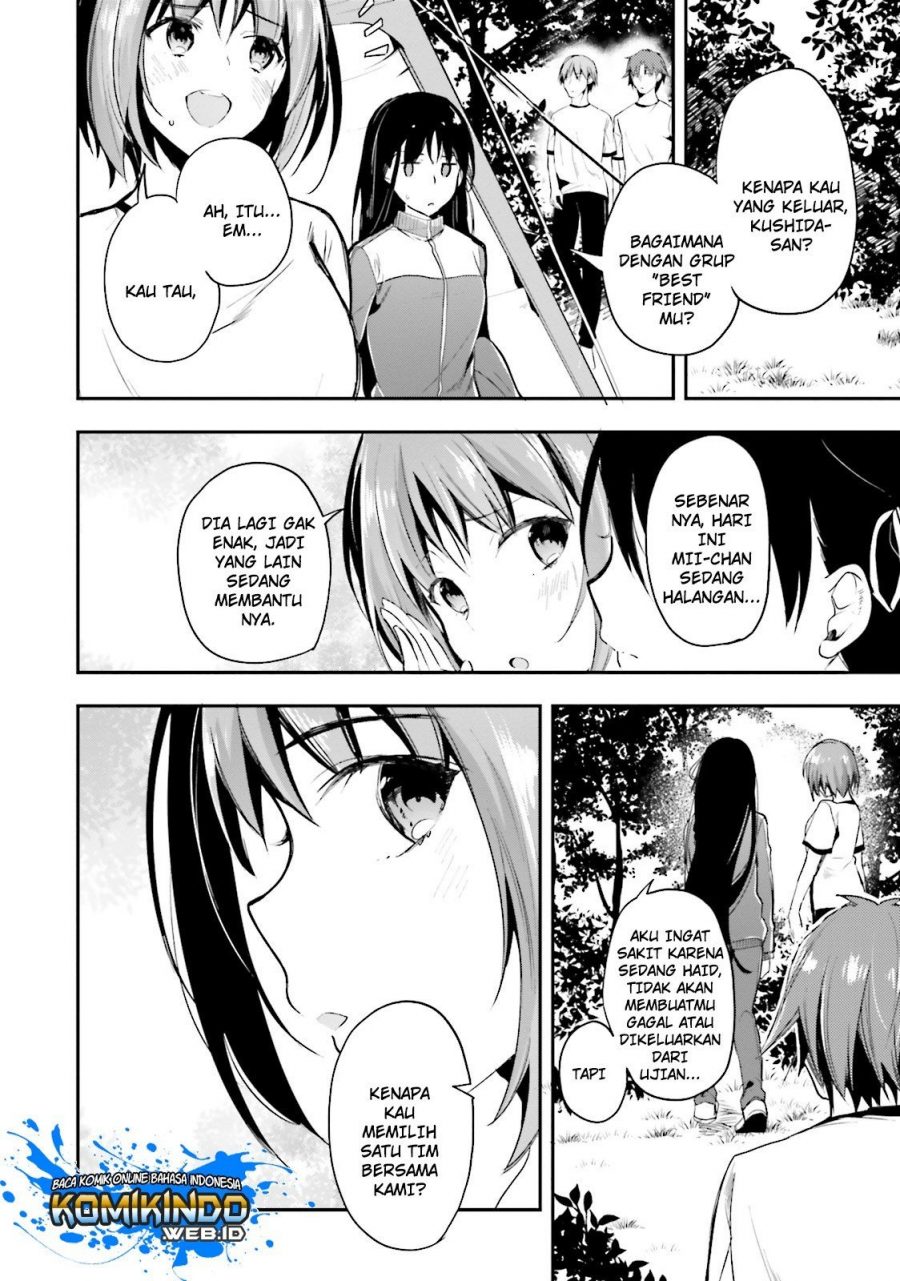 KENAPA KAU
YANG KELUAR,
KUSHIDA-
SAN?
BAGAIMANA
DENGAN GRUP
"BEST
FRIEND"
MU?
AH, ITU...
EM...
KAU TAU,
SEBENAR
NYA, HARI
INI
MII-CHAN
SEDANG
HALANGAN...
DIA LAGI GAK
ENAK, JADI
YANG LAIN
SEDANG
MEMBANTU
NYA.
AKU INGAT
SAKIT KARENA
SEDANG HAID,
TIDAK AKAN
MEMBUATMU
GAGAL ATAU
DIKELUARKAN
DARI
UJIAN...
TAPI
KENAPA
KAU
MEMILIH
SATU TIM
BERSAMA
KAMI?
BACA KOMIK ONLINE BAHASA INDONESIA
KOMIKINDO
.WEB.ID